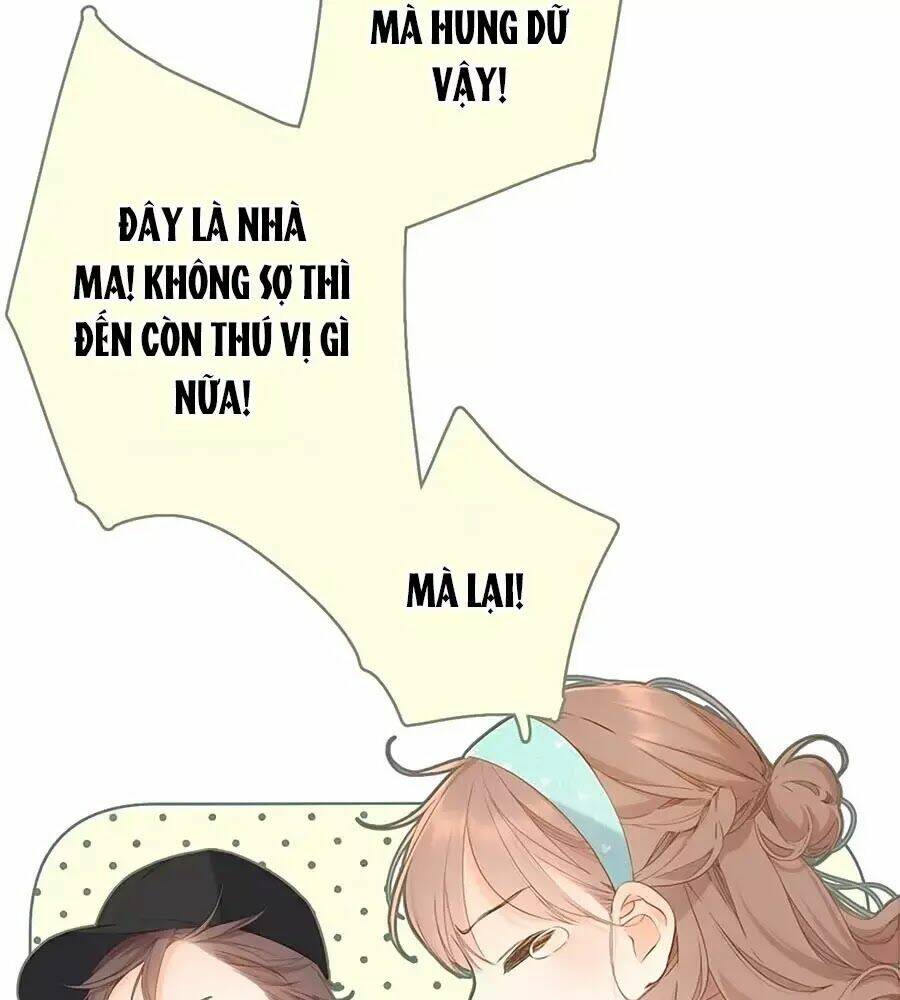 MÀ HUNG DỮ
VẬY!
ĐÂY LÀ NHÀ
MA! KHÔNG SỢ THÌ
ĐẾN CÒN THÚ VỊ GÌ
NỮA!
MÀ LẠI!